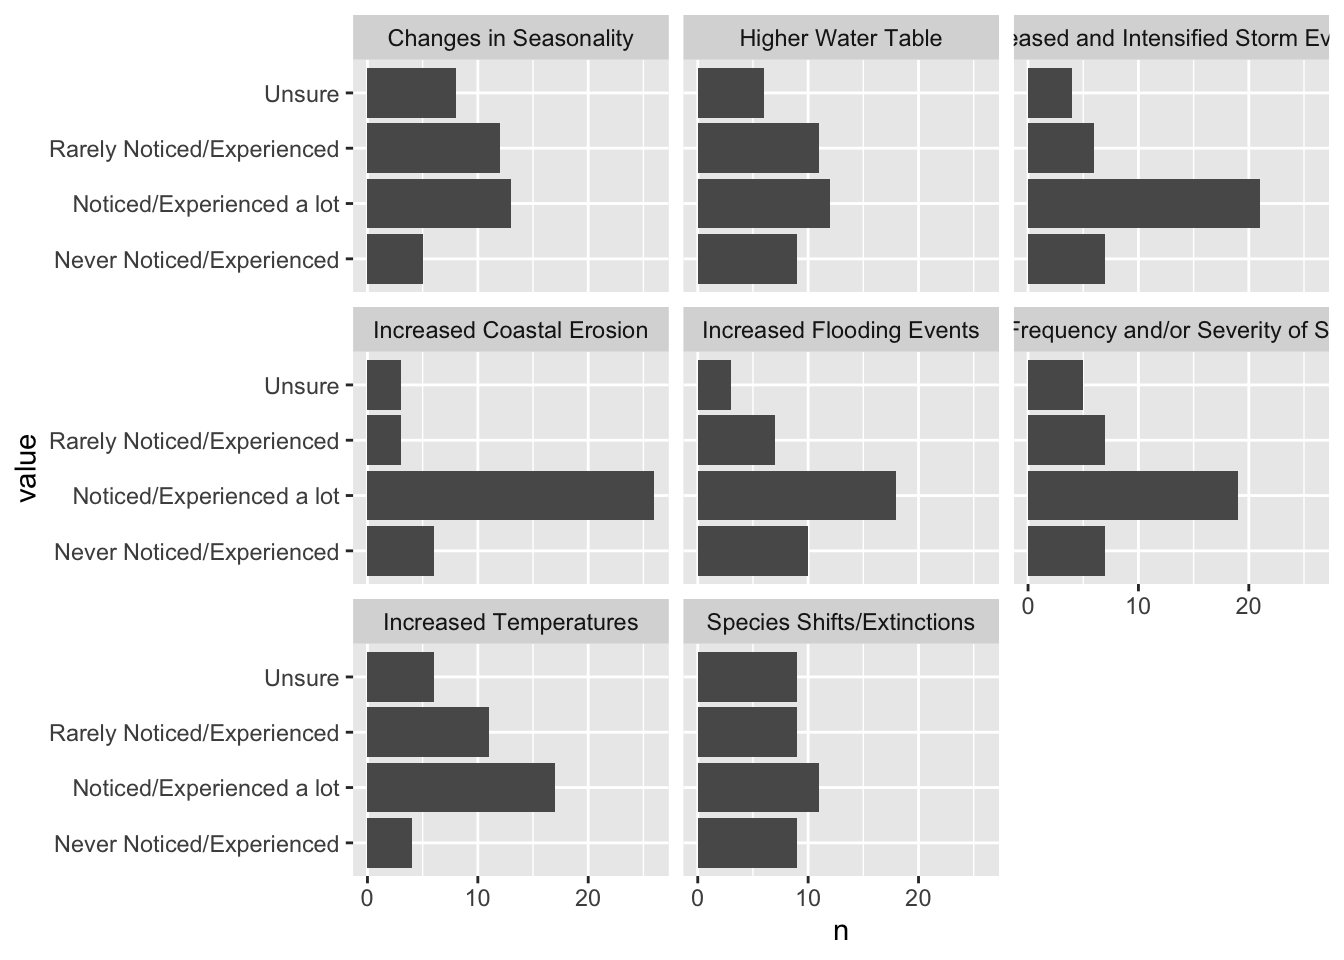 Changes in Seasonality
Higher Water Table
and Intensified Storm
Unsure
Rarely Noticed/Experienced
Noticed/Experienced a lot
Never Noticed/Experienced
Increased Coastal Erosion
Increased Flooding Events
Frequency and/or Severity of
Unsure
Rarely Noticed/Experienced
Noticed/Experienced a lot
Never Noticed/Experienced
0 10 20
Increased Temperatures
Species Shifts/Extinctions
Unsure
Rarely Noticed/Experienced
Noticed/Experienced a lot
Never Noticed/Experienced
0 10 20
0 10 20
n
value